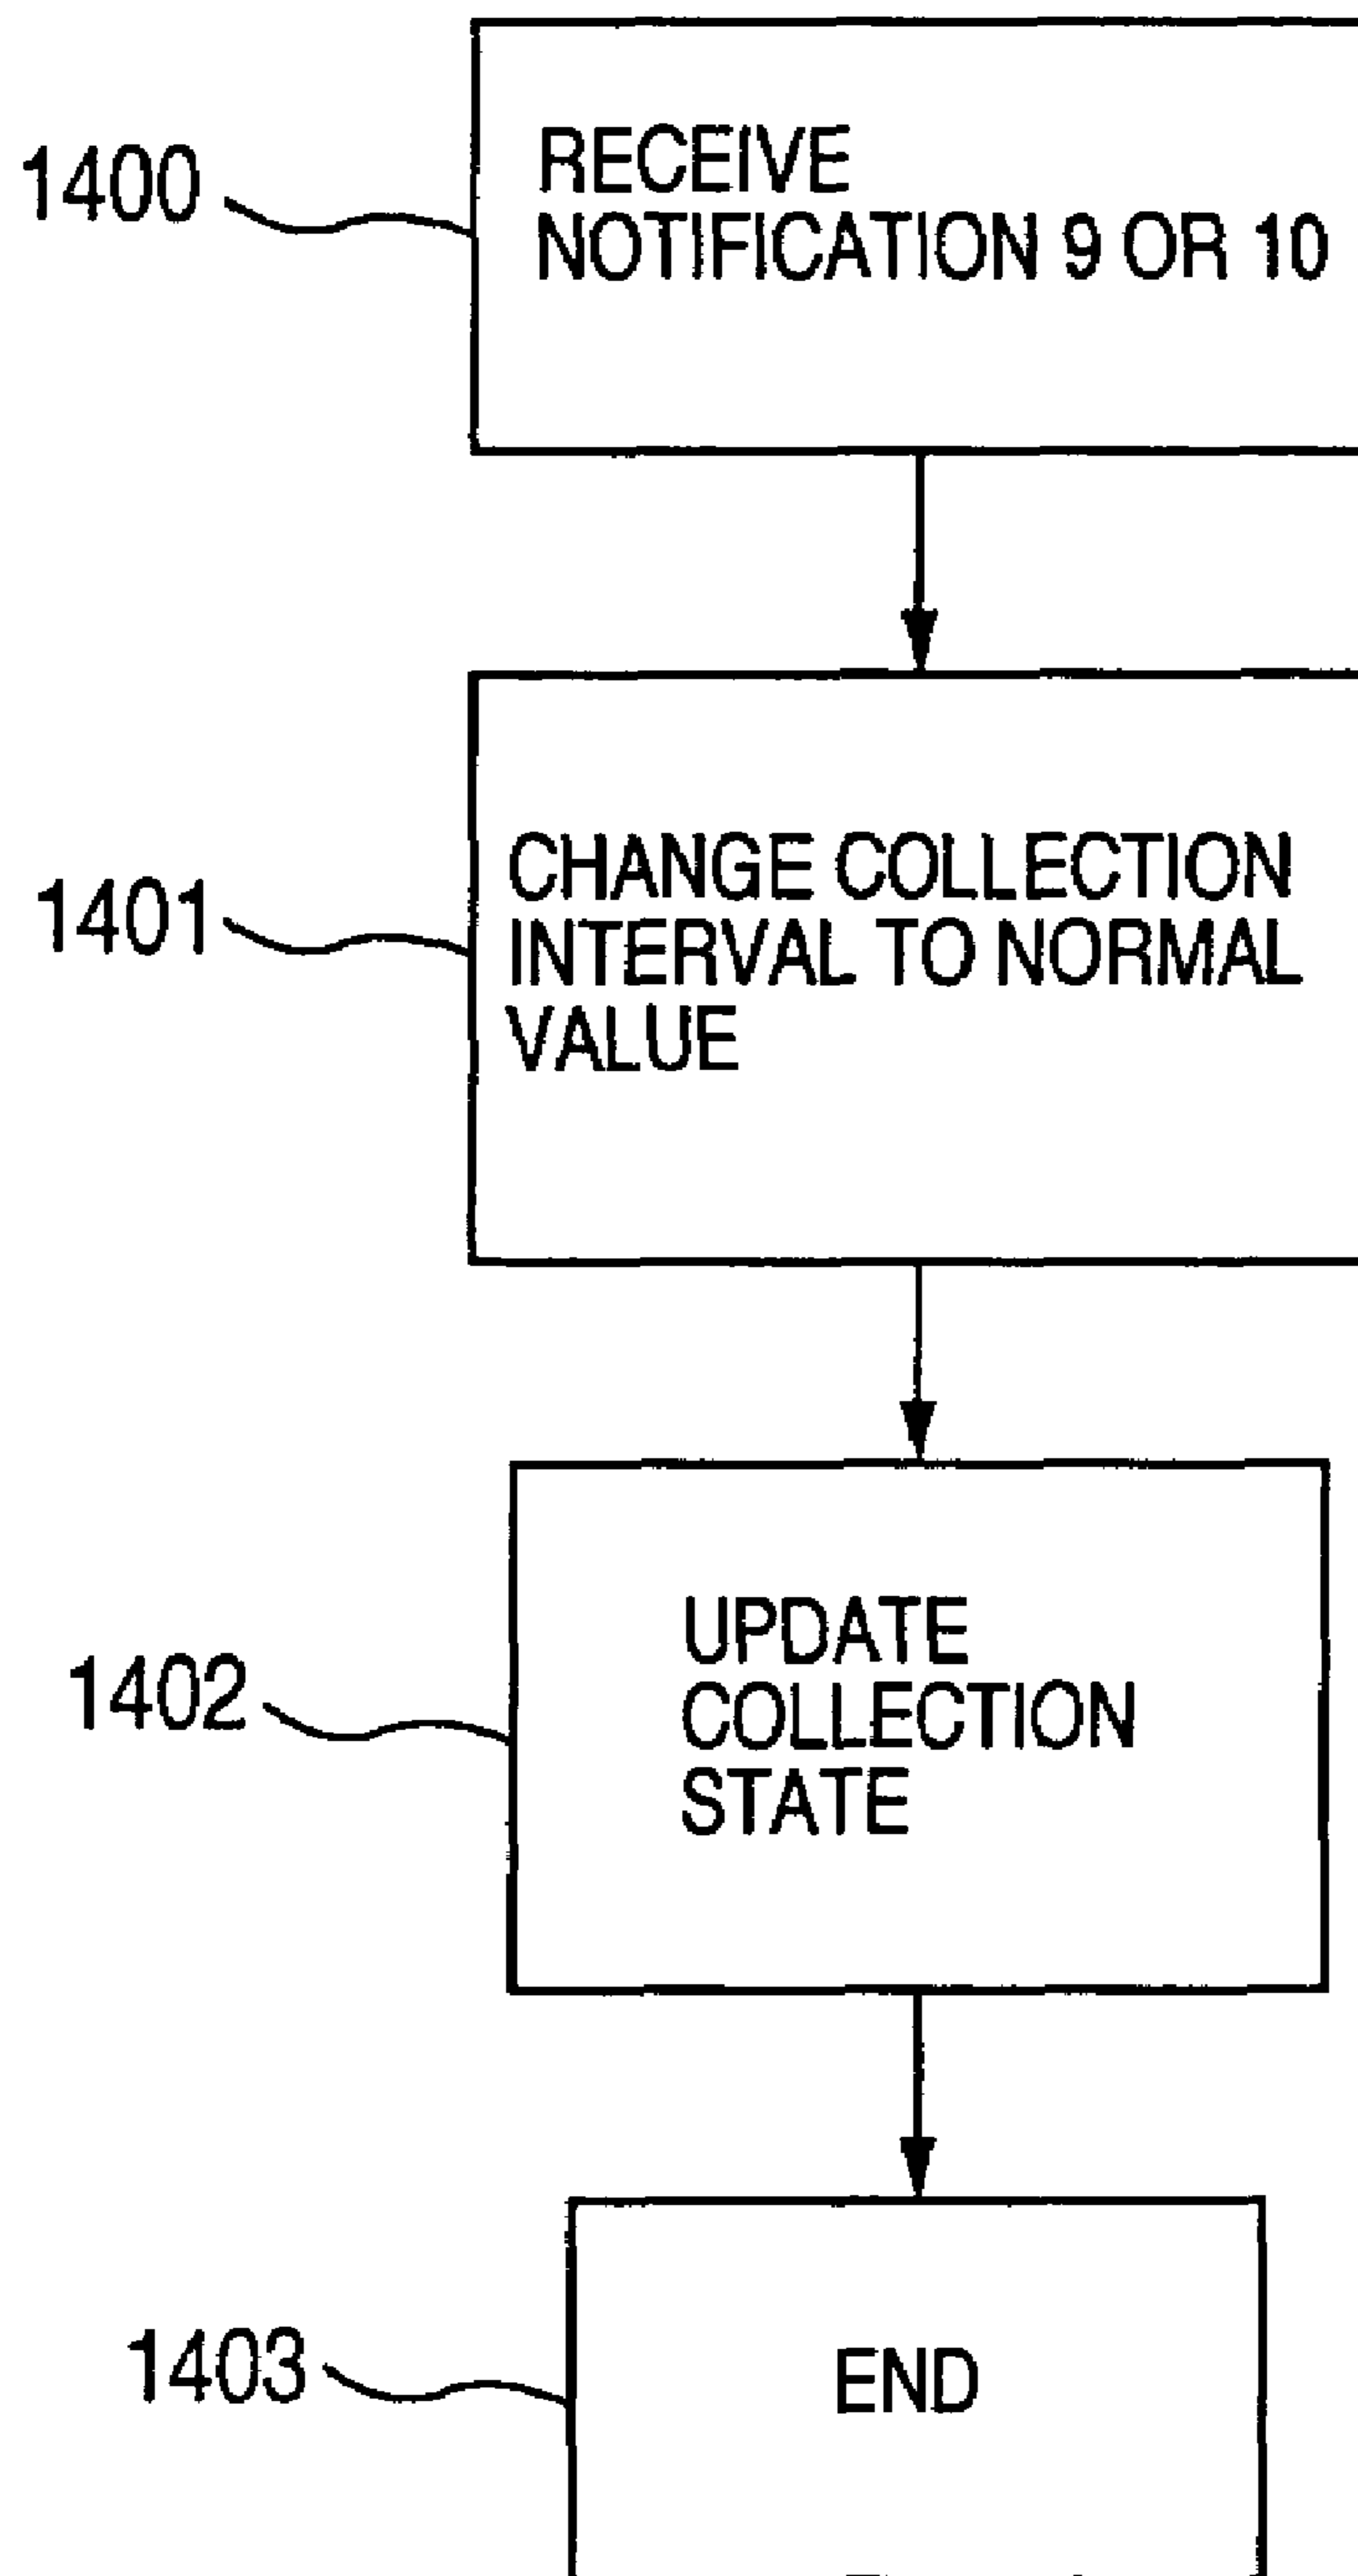 1400
RECEIVE
NOTIFICATION 9 OR 10
1401
CHANGE COLLECTION
INTERVAL TO NORMAL
VALUE
1402
UPDATE
COLLECTION
STATE
1403
END